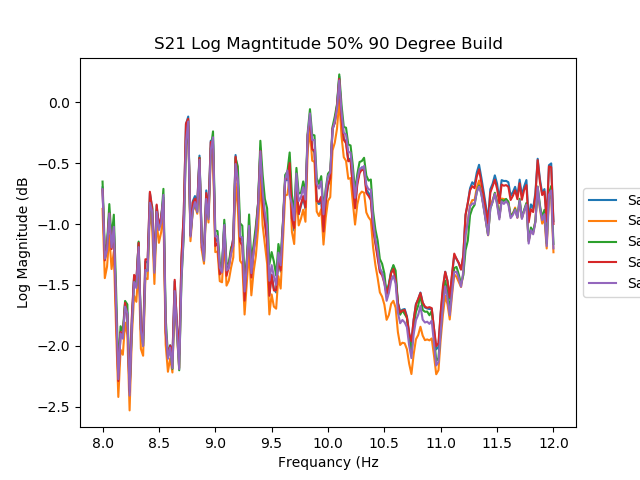 S21 Log Magntitude 50% 90 Degree Build
Log Magnitude (dB
0.0
−0.5
−1.0
−1.5
−2.0
−2.5
8.0 8.5 9.0 9.5 10.0 10.5 11.0 11.5 12.0
Frequancy (Hz
Sa
Sa
Sa
Sa
Sa